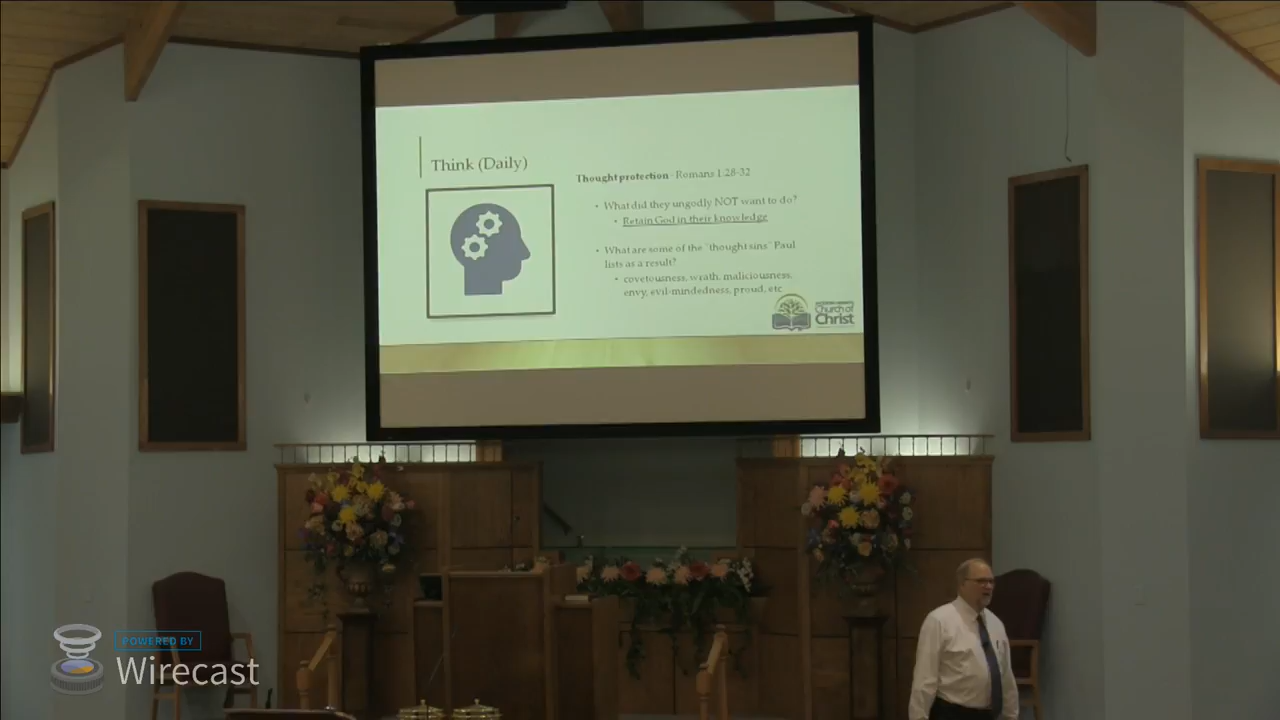 Think (Daily)
Thought protection - Romans 1:28-32
• What did they ungodly NOT want to do?
• Retain God in their knowledge
• What are some of the "thought sins" Paul
lists as a result?
• covetousness, wrath, maliciousness,
envy, evil-mindedness, proud, etc
Church of
Christ
POWERED BY
Wirecast